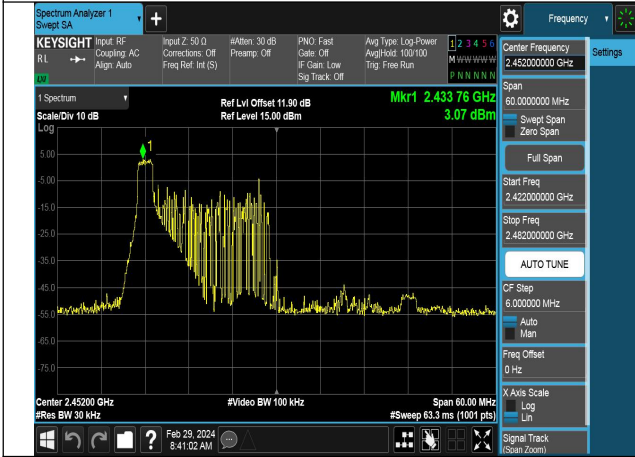 Spectrum Analyzer 1
Swept SA
+
Frequency
KEYSIGHT
RL
Input: RF
Coupling: AC
Align: Auto
Input Z: 50 Ω
Corrections: Off
Freq Ref: Int (S)
#Atten: 30 dB
Preamp: Off
PNO: Fast
Gate: Off
IF Gain: Low
Sig Track: Off
Avg Type: Log-Power
Avg|Hold: 100/100
Trig: Free Run
1 2 3 4 5 6
M W W W W W
P N N N N N
1 Spectrum
Scale/Div 10 dB
Ref Lvl Offset 11.90 dB
Ref Level 15.00 dBm
Mkr1 2.433 76 GHz
3.07 dBm
Log
1
5.00
-5.00
-15.0
-25.0
-35.0
-45.0
-55.0
-65.0
-75.0
Center 2.45200 GHz
#Res BW 30 kHz
#Video BW 100 kHz
Span 60.00 MHz
#Sweep 63.3 ms (1001 pts)
Feb 29, 2024
8:41:02 AM
?
Center Frequency
2.452000000 GHz
Settings
Span
60.0000000 MHz
Swept Span
Zero Span
Full Span
Start Freq
2.422000000 GHz
Stop Freq
2.482000000 GHz
AUTO TUNE
CF Step
6.000000 MHz
Auto
Man
Freq Offset
0 Hz
X Axis Scale
Log
Lin
Signal Track
(Span Zoom)